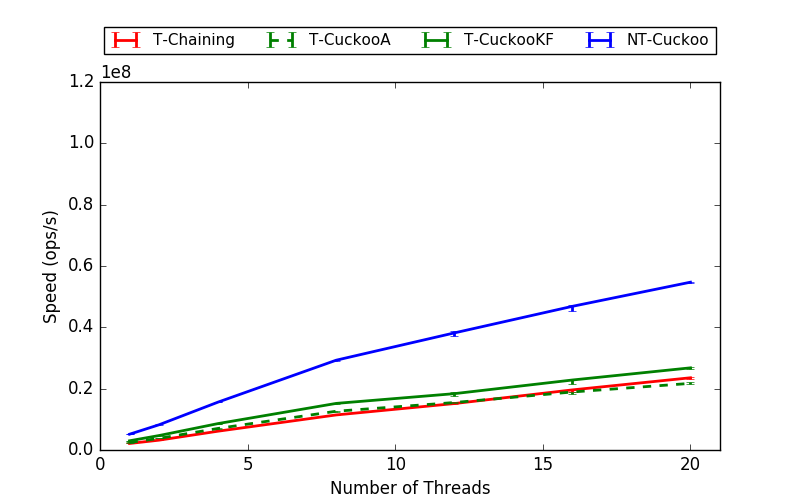 T-Chaining T-CuckooA T-CuckooKF NT-Cuckoo
1e8
1.2
1.0
0.8
0.6
0.4
0.2
0.0
Speed (ops/s)
0 5 10 15 20
Number of Threads